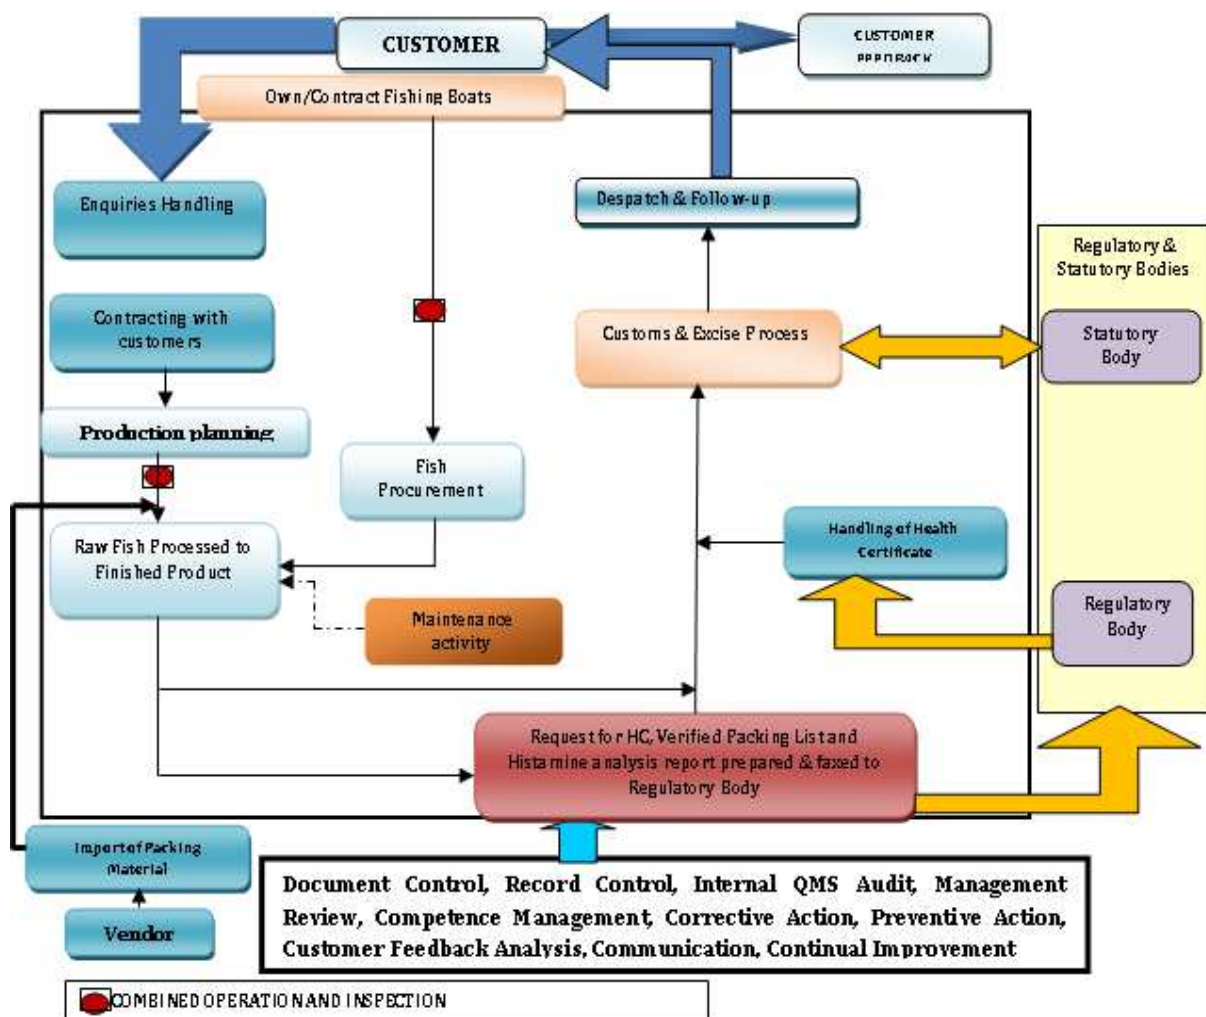 CUSTOMER
CUSTOMER
FEEDBACK
Own/Contract Fishing Boats
Enquiries Handling
Despatch & Follow-up
Regulatory &
Statutory Bodies
Contracting with
customers
Customs & Excise Process
Statutory
Body
Production planning
Fish
Procurement
Raw Fish Processed to
Finished Product
Handling of Health
Certificate
Maintenance
activity
Regulatory
Body
Request for HC, Verified Packing List and
Histamine analysis report prepared & faxed to
Regulatory Body
Import of Packing
Material
Vendor
Document Control, Record Control, Internal QMS Audit, Management
Review, Competence Management, Corrective Action, Preventive Action,
Customer Feedback Analysis, Communication, Continual Improvement
COMBINED OPERATION AND INSPECTION